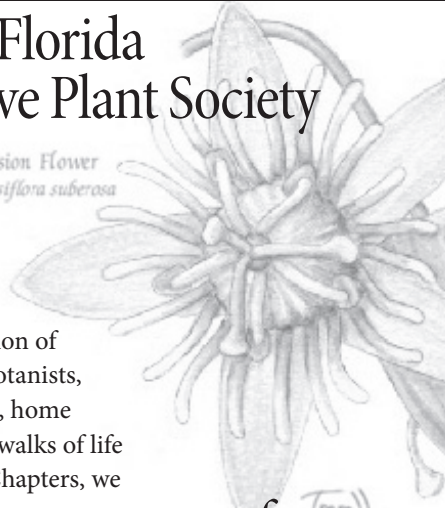 Florida
ve Plant Society
sion Flower
siflora suberosa
on of
otanists,
, home
walks of life
hapters, we